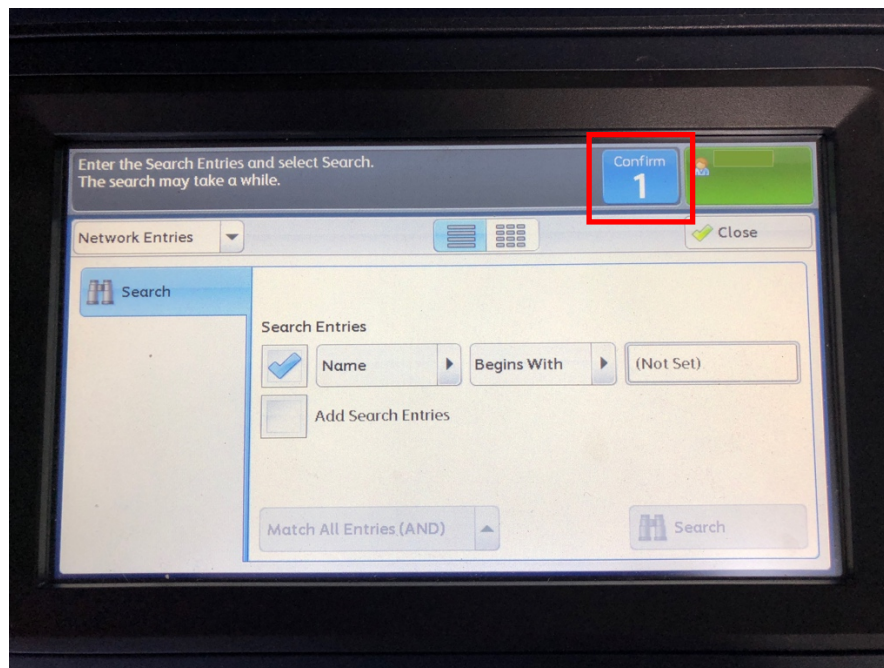 Enter the Search Entries and select Search.
The search may take a while.
Confirm
1
Network Entries
Close
Search
Search Entries
Name
Begins With
(Not Set)
Add Search Entries
Match All Entries (AND)
Search